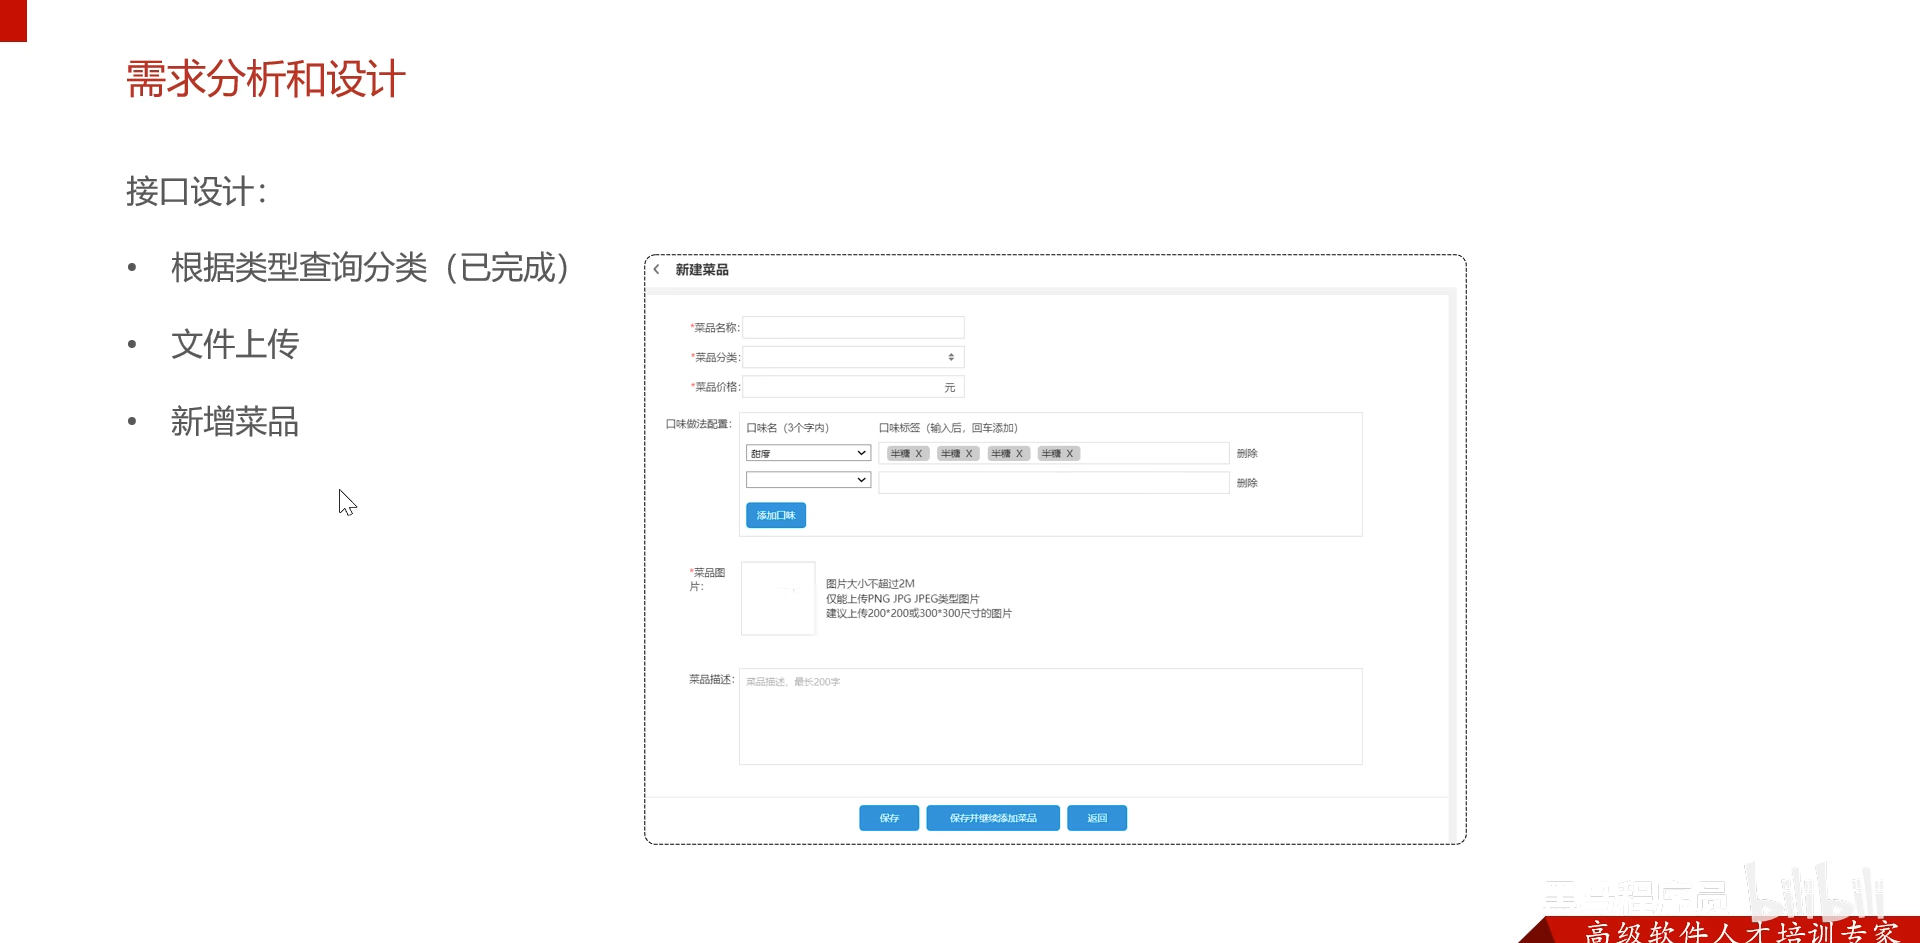 需求分析和设计
接口设计：
• 根据类型查询分类（已完成）
• 文件上传
• 新增菜品
新建菜品
*菜品名称：
*菜品分类：
*菜品价格： 元
口味做法配置： 口味名（3个字内） 口味标签（输入后，回车添加）
甜度 半糖 X 半糖 X 半糖 X 半糖 X 删除
删除
添加口味
*菜品图
片：
图片大小不超过2M
仅能上传PNG JPG JPEG类型图片
建议上传200*200或300*300尺寸的图片
菜品描述： 菜品描述，最长200字
保存 保存并继续添加菜品 返回
黑马程序员 bilibili
高级软件人才培训专家